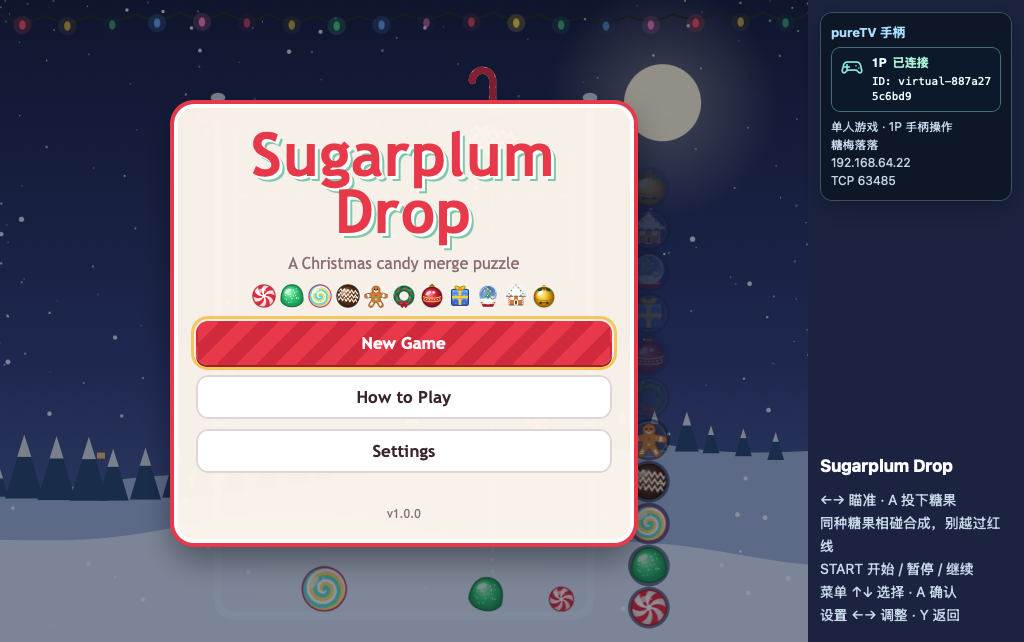 Sugarplum
Drop
A Christmas candy merge puzzle
New Game
How to Play
Settings
v1.0.0
pureTV 手柄
1P 已连接
ID: virtual-887a27
5c6bd9
单人游戏 · 1P 手柄操作
糖梅落落
192.168.64.22
TCP 63485
Sugarplum Drop
←→ 瞄准 · A 投下糖果
同种糖果相碰合成，别越过红
线
START 开始 / 暂停 / 继续
菜单 ↑↓ 选择 · A 确认
设置 ←→ 调整 · Y 返回